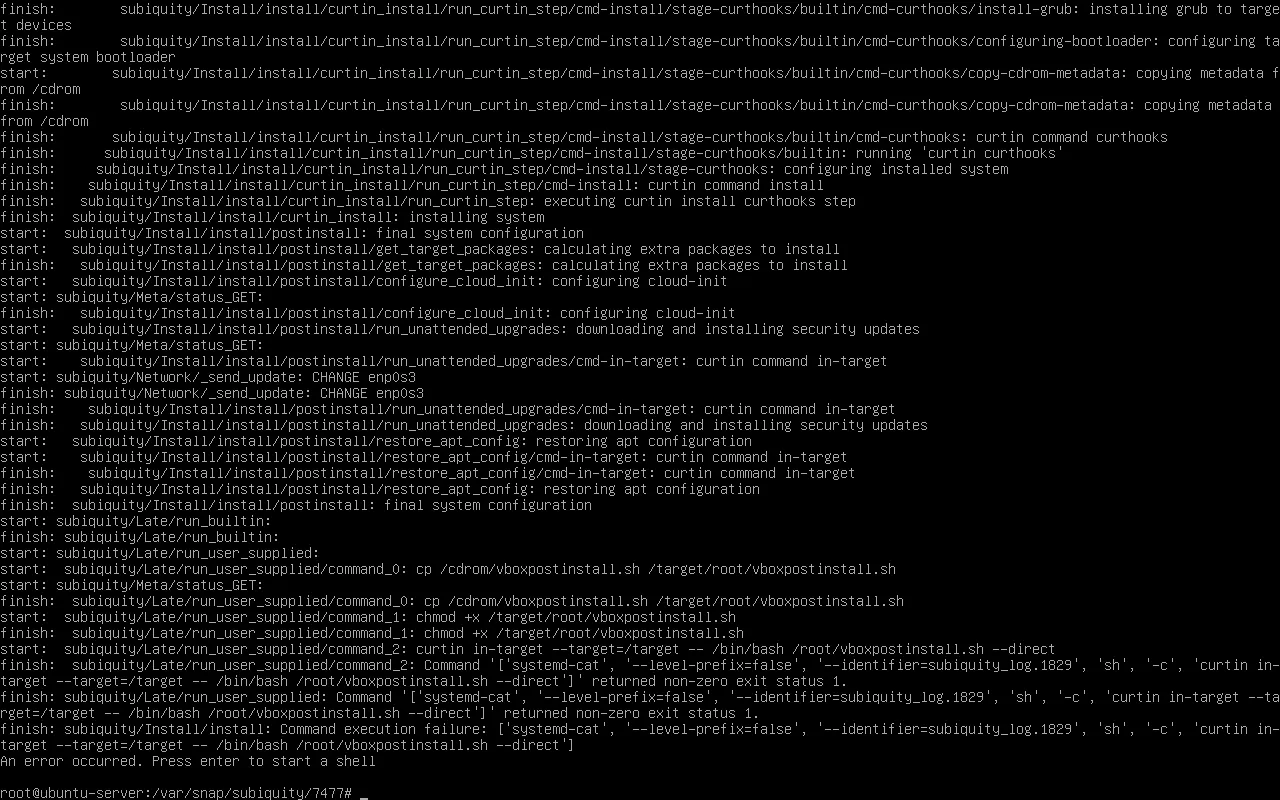 finish: subiquity/Install/install/curtin_install/run_curtin_step/cmd-install/stage-curthooks/builtin/cmd-curthooks/install-grub: installing grub to targe
t devices
finish: subiquity/Install/install/curtin_install/run_curtin_step/cmd-install/stage-curthooks/builtin/cmd-curthooks/configuring-bootloader: configuring ta
rget system bootloader
start: subiquity/Install/install/curtin_install/run_curtin_step/cmd-install/stage-curthooks/builtin/cmd-curthooks/copy-cdrom-metadata: copying metadata f
rom /cdrom
finish: subiquity/Install/install/curtin_install/run_curtin_step/cmd-install/stage-curthooks/builtin/cmd-curthooks/copy-cdrom-metadata: copying metadata
from /cdrom
finish: subiquity/Install/install/curtin_install/run_curtin_step/cmd-install/stage-curthooks/builtin/cmd-curthooks: curtin command curthooks
finish: subiquity/Install/install/curtin_install/run_curtin_step/cmd-install/stage-curthooks/builtin: running 'curtin curthooks'
finish: subiquity/Install/install/curtin_install/run_curtin_step/cmd-install/stage-curthooks: configuring installed system
finish: subiquity/Install/install/curtin_install/run_curtin_step/cmd-install: curtin command install
finish: subiquity/Install/install/curtin_install/run_curtin_step: executing curtin install curthooks step
finish: subiquity/Install/install/curtin_install: installing system
start: subiquity/Install/install/postinstall: final system configuration
start: subiquity/Install/install/postinstall/get_target_packages: calculating extra packages to install
finish: subiquity/Install/install/postinstall/get_target_packages: calculating extra packages to install
start: subiquity/Install/install/postinstall/configure_cloud_init: configuring cloud-init
start: subiquity/Meta/status_GET:
finish: subiquity/Install/install/postinstall/configure_cloud_init: configuring cloud-init
start: subiquity/Install/install/postinstall/run_unattended_upgrades: downloading and installing security updates
start: subiquity/Meta/status_GET:
start: subiquity/Install/install/postinstall/run_unattended_upgrades/cmd-in-target: curtin command in-target
start: subiquity/Network/_send_update: CHANGE enp0s3
finish: subiquity/Network/_send_update: CHANGE enp0s3
finish: subiquity/Install/install/postinstall/run_unattended_upgrades/cmd-in-target: curtin command in-target
finish: subiquity/Install/install/postinstall/run_unattended_upgrades: downloading and installing security updates
start: subiquity/Install/install/postinstall/restore_apt_config: restoring apt configuration
start: subiquity/Install/install/postinstall/restore_apt_config/cmd-in-target: curtin command in-target
finish: subiquity/Install/install/postinstall/restore_apt_config/cmd-in-target: curtin command in-target
finish: subiquity/Install/install/postinstall/restore_apt_config: restoring apt configuration
finish: subiquity/Install/install/postinstall: final system configuration
start: subiquity/Late/run_builtin:
finish: subiquity/Late/run_builtin:
start: subiquity/Late/run_user_supplied:
start: subiquity/Late/run_user_supplied/command_0: cp /cdrom/vboxpostinstall.sh /target/root/vboxpostinstall.sh
start: subiquity/Meta/status_GET:
finish: subiquity/Late/run_user_supplied/command_0: cp /cdrom/vboxpostinstall.sh /target/root/vboxpostinstall.sh
start: subiquity/Late/run_user_supplied/command_1: chmod +x /target/root/vboxpostinstall.sh
finish: subiquity/Late/run_user_supplied/command_1: chmod +x /target/root/vboxpostinstall.sh
start: subiquity/Late/run_user_supplied/command_2: curtin in-target --target=/target -- /bin/bash /root/vboxpostinstall.sh --direct
finish: subiquity/Late/run_user_supplied/command_2: Command '['systemd-cat', '--level-prefix=false', '--identifier=subiquity_log.1829', 'sh', '-c', 'curtin in-
target --target=/target -- /bin/bash /root/vboxpostinstall.sh --direct']' returned non-zero exit status 1.
finish: subiquity/Late/run_user_supplied: Command '['systemd-cat', '--level-prefix=false', '--identifier=subiquity_log.1829', 'sh', '-c', 'curtin in-target --ta
rget=/target -- /bin/bash /root/vboxpostinstall.sh --direct']' returned non-zero exit status 1.
finish: subiquity/Install/install: Command execution failure: ['systemd-cat', '--level-prefix=false', '--identifier=subiquity_log.1829', 'sh', '-c', 'curtin in-
target --target=/target -- /bin/bash /root/vboxpostinstall.sh --direct']
An error occurred. Press enter to start a shell
root@ubuntu-server:/var/snap/subiquity/7477# _